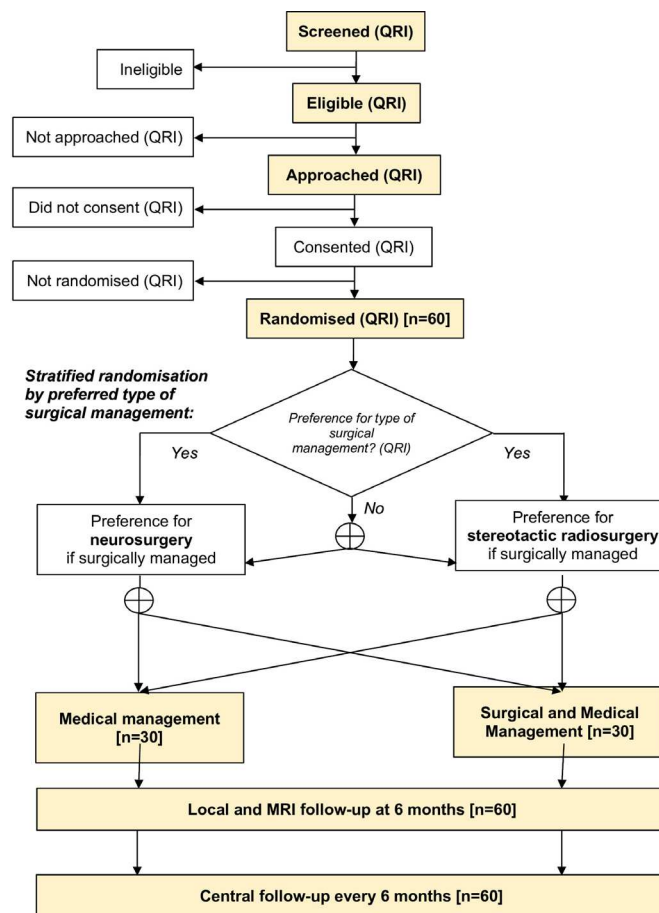 Screened (QRI)
Ineligible
Eligible (QRI)
Not approached (QRI)
Approached (QRI)
Did not consent (QRI)
Consented (QRI)
Not randomised (QRI)
Randomised (QRI) [n=60]
Stratified randomisation
by preferred type of
surgical management:
Preference for type of
surgical
management? (QRI)
Yes
Yes
No
Preference for
neurosurgery
if surgically managed
Preference for
stereotactic radiosurgery
if surgically managed
Medical management
[n=30]
Surgical and Medical
Management [n=30]
Local and MRI follow-up at 6 months [n=60]
Central follow-up every 6 months [n=60]